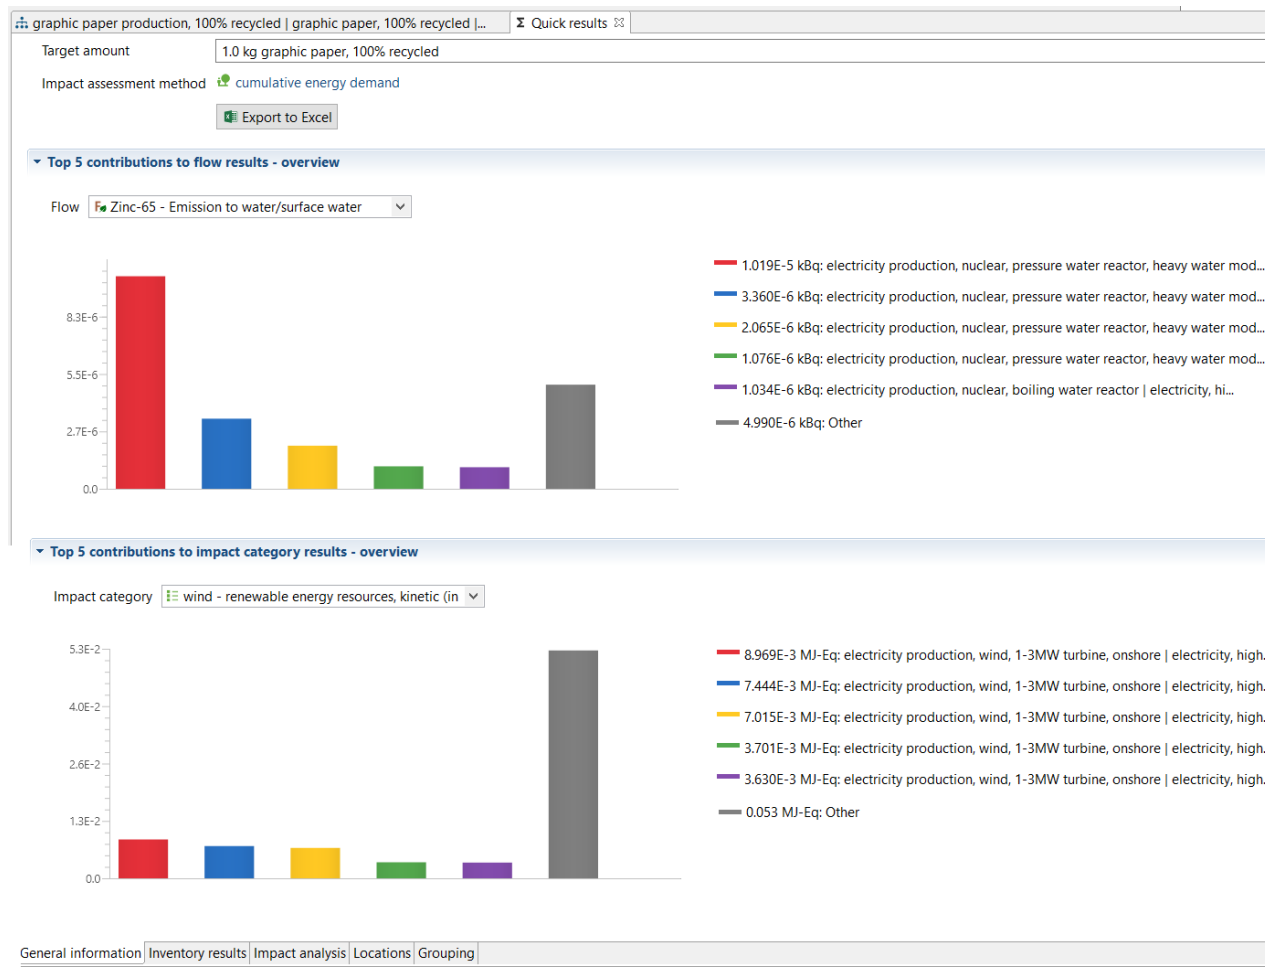 graphic paper production, 100% recycled | graphic paper, 100% recycled |... Σ Quick results
Target amount 1.0 kg graphic paper, 100% recycled
Impact assessment method cumulative energy demand
Export to Excel
Top 5 contributions to flow results - overview
Flow Zinc-65 - Emission to water/surface water
1.019E-5 kBq: electricity production, nuclear, pressure water reactor, heavy water mod...
3.360E-6 kBq: electricity production, nuclear, pressure water reactor, heavy water mod...
8.3E-6
2.065E-6 kBq: electricity production, nuclear, pressure water reactor, heavy water mod...
1.076E-6 kBq: electricity production, nuclear, pressure water reactor, heavy water mod...
5.5E-6
1.034E-6 kBq: electricity production, nuclear, boiling water reactor | electricity, hi...
4.990E-6 kBq: Other
2.7E-6
0.0
Top 5 contributions to impact category results - overview
Impact category wind - renewable energy resources, kinetic (in
5.3E-2
8.969E-3 MJ-Eq: electricity production, wind, 1-3MW turbine, onshore | electricity, high.
7.444E-3 MJ-Eq: electricity production, wind, 1-3MW turbine, onshore | electricity, high.
4.0E-2
7.015E-3 MJ-Eq: electricity production, wind, 1-3MW turbine, onshore | electricity, high.
3.701E-3 MJ-Eq: electricity production, wind, 1-3MW turbine, onshore | electricity, high.
2.6E-2
3.630E-3 MJ-Eq: electricity production, wind, 1-3MW turbine, onshore | electricity, high.
0.053 MJ-Eq: Other
1.3E-2
0.0
General information Inventory results Impact analysis Locations Grouping